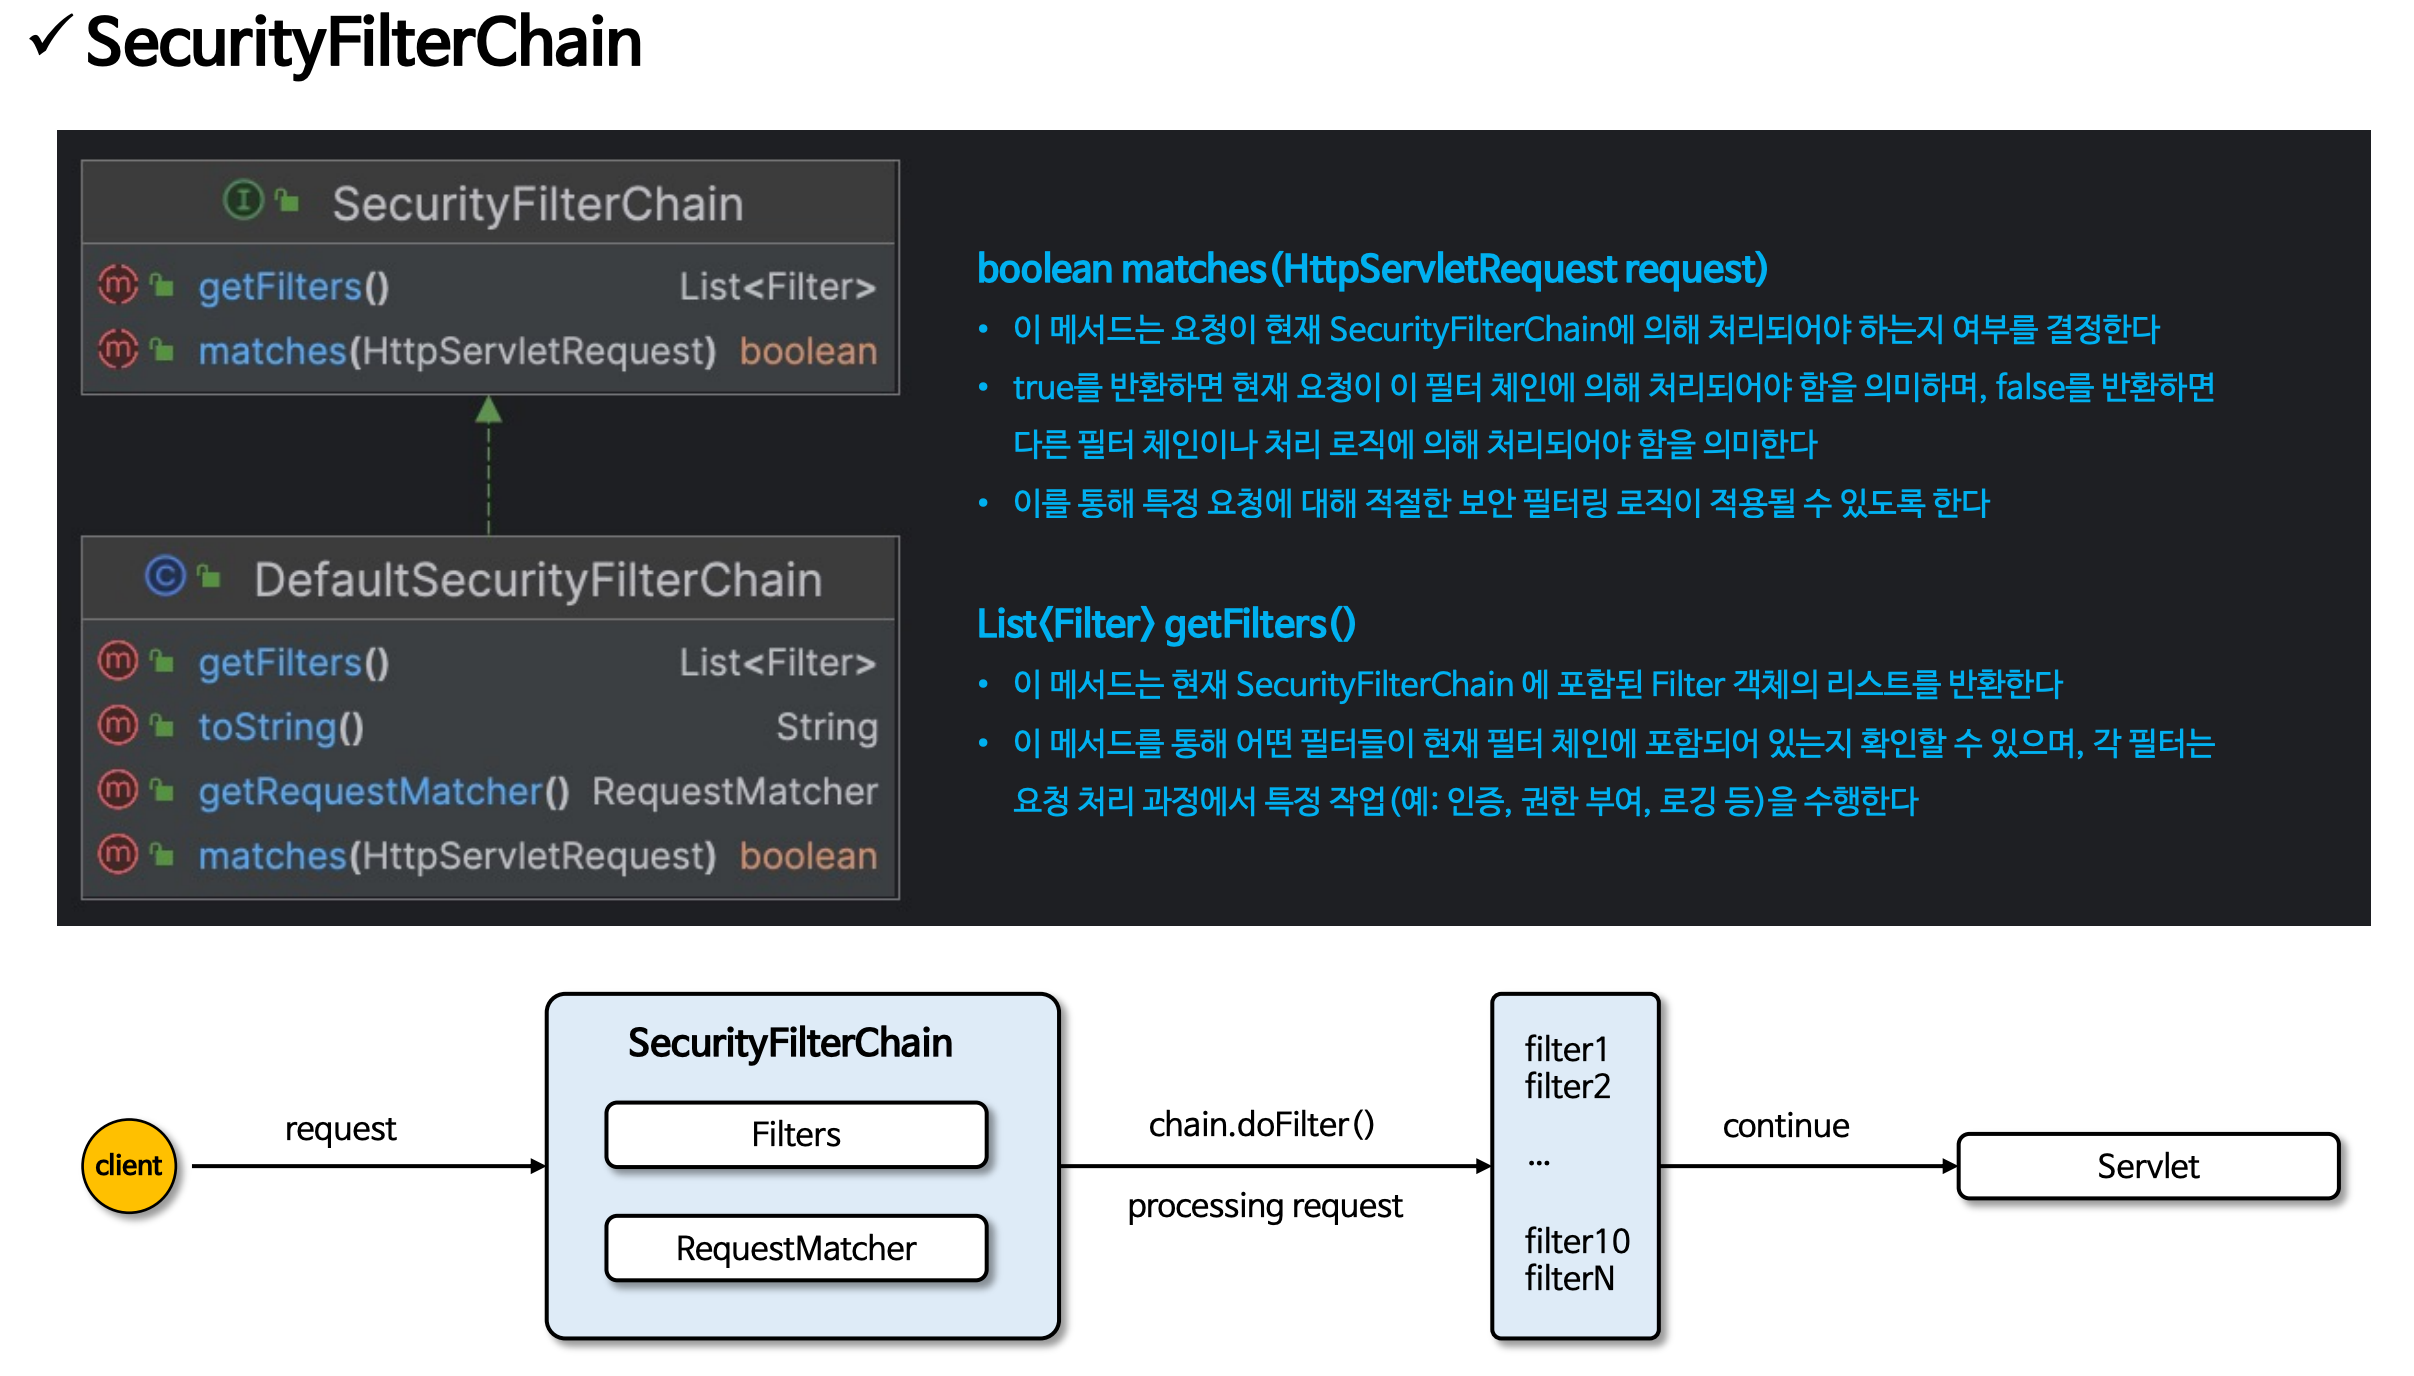 ✓ SecurityFilterChain
SecurityFilterChain
getFilters() List<Filter>
matches(HttpServletRequest) boolean
DefaultSecurityFilterChain
getFilters() List<Filter>
toString() String
getRequestMatcher() RequestMatcher
matches(HttpServletRequest) boolean
boolean matches(HttpServletRequest request)
• 이 메서드는 요청이 현재 SecurityFilterChain에 의해 처리되어야 하는지 여부를 결정한다
• true를 반환하면 현재 요청이 이 필터 체인에 의해 처리되어야 함을 의미하며, false를 반환하면
다른 필터 체인이나 처리 로직에 의해 처리되어야 함을 의미한다
• 이를 통해 특정 요청에 대해 적절한 보안 필터링 로직이 적용될 수 있도록 한다
List<Filter> getFilters()
• 이 메서드는 현재 SecurityFilterChain 에 포함된 Filter 객체의 리스트를 반환한다
• 이 메서드를 통해 어떤 필터들이 현재 필터 체인에 포함되어 있는지 확인할 수 있으며, 각 필터는
요청 처리 과정에서 특정 작업(예: 인증, 권한 부여, 로깅 등)을 수행한다
client
request
SecurityFilterChain
Filters
RequestMatcher
chain.doFilter()
processing request
filter1
filter2
...
filter10
filterN
continue
Servlet